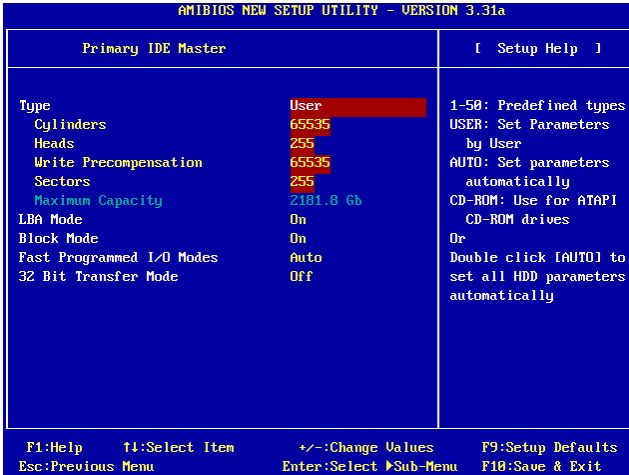 AMIBIOS NEW SETUP UTILITY - VERSION 3.31a
Primary IDE Master
[ Setup Help ]
Type User
Cylinders 65535
Heads 255
Write Precompensation 65535
Sectors 255
Maximum Capacity 2181.8 Gb
LBA Mode On
Block Mode On
Fast Programmed I/O Modes Auto
32 Bit Transfer Mode Off
1-50: Predefined types
USER: Set Parameters
by User
AUTO: Set parameters
automatically
CD-ROM: Use for ATAPI
CD-ROM drives
Or
Double click [AUTO] to
set all HDD parameters
automatically
F1:Help ↑↓:Select Item +/-:Change Values F9:Setup Defaults
Esc:Previous Menu Enter:Select ▶Sub-Menu F10:Save & Exit